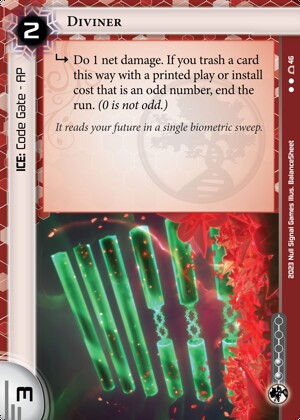 2
DIVINER
ICE: Code Gate - AP
Do 1 net damage. If you trash a card
this way with a printed play or install
cost that is an odd number, end the
run. (0 is not odd.)
It reads your future in a single biometric sweep.
2023 Null Signal Games Illus. BalanceSheet
46
3